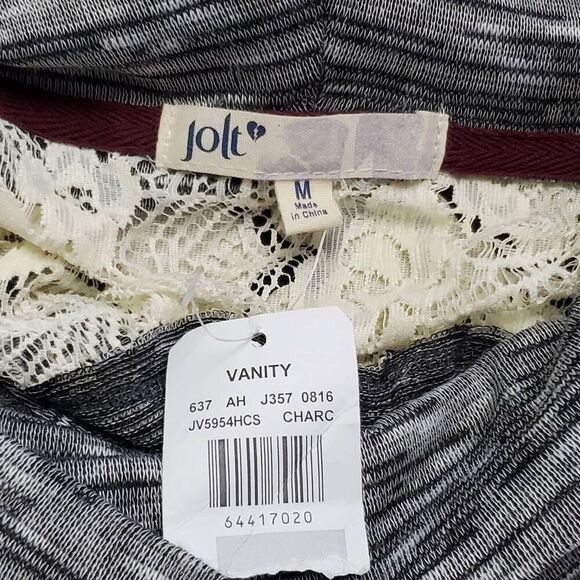 Jolt
M
Made
in China
VANITY
637 AH J357 0816
JV5954HCS CHARC
64417020